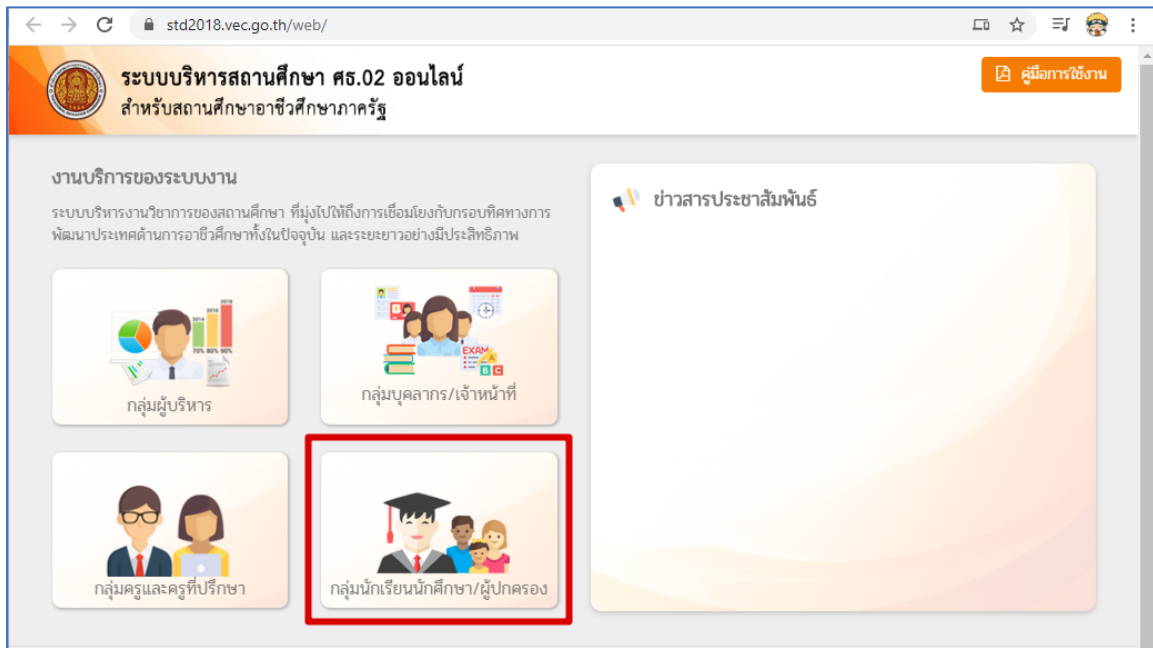 std2018.vec.go.th/web/
ระบบบริหารสถานศึกษา ศธ.02 ออนไลน์
สำหรับสถานศึกษาอาชีวศึกษาภาครัฐ
คู่มือการใช้งาน
งานบริการของระบบงาน
ระบบบริหารงานวิชาการของสถานศึกษา ที่มุ่งไปให้ถึงการเชื่อมโยงกับกรอบทิศทางการ
พัฒนาประเทศด้านการอาชีวศึกษาทั้งในปัจจุบัน และระยะยาวอย่างมีประสิทธิภาพ
ข่าวสารประชาสัมพันธ์
2014 2016 2018
70% 80% 90%
กลุ่มผู้บริหาร
EXAM
A
B C
กลุ่มบุคลากร/เจ้าหน้าที่
กลุ่มครูและครูที่ปรึกษา
กลุ่มนักเรียนนักศึกษา/ผู้ปกครอง